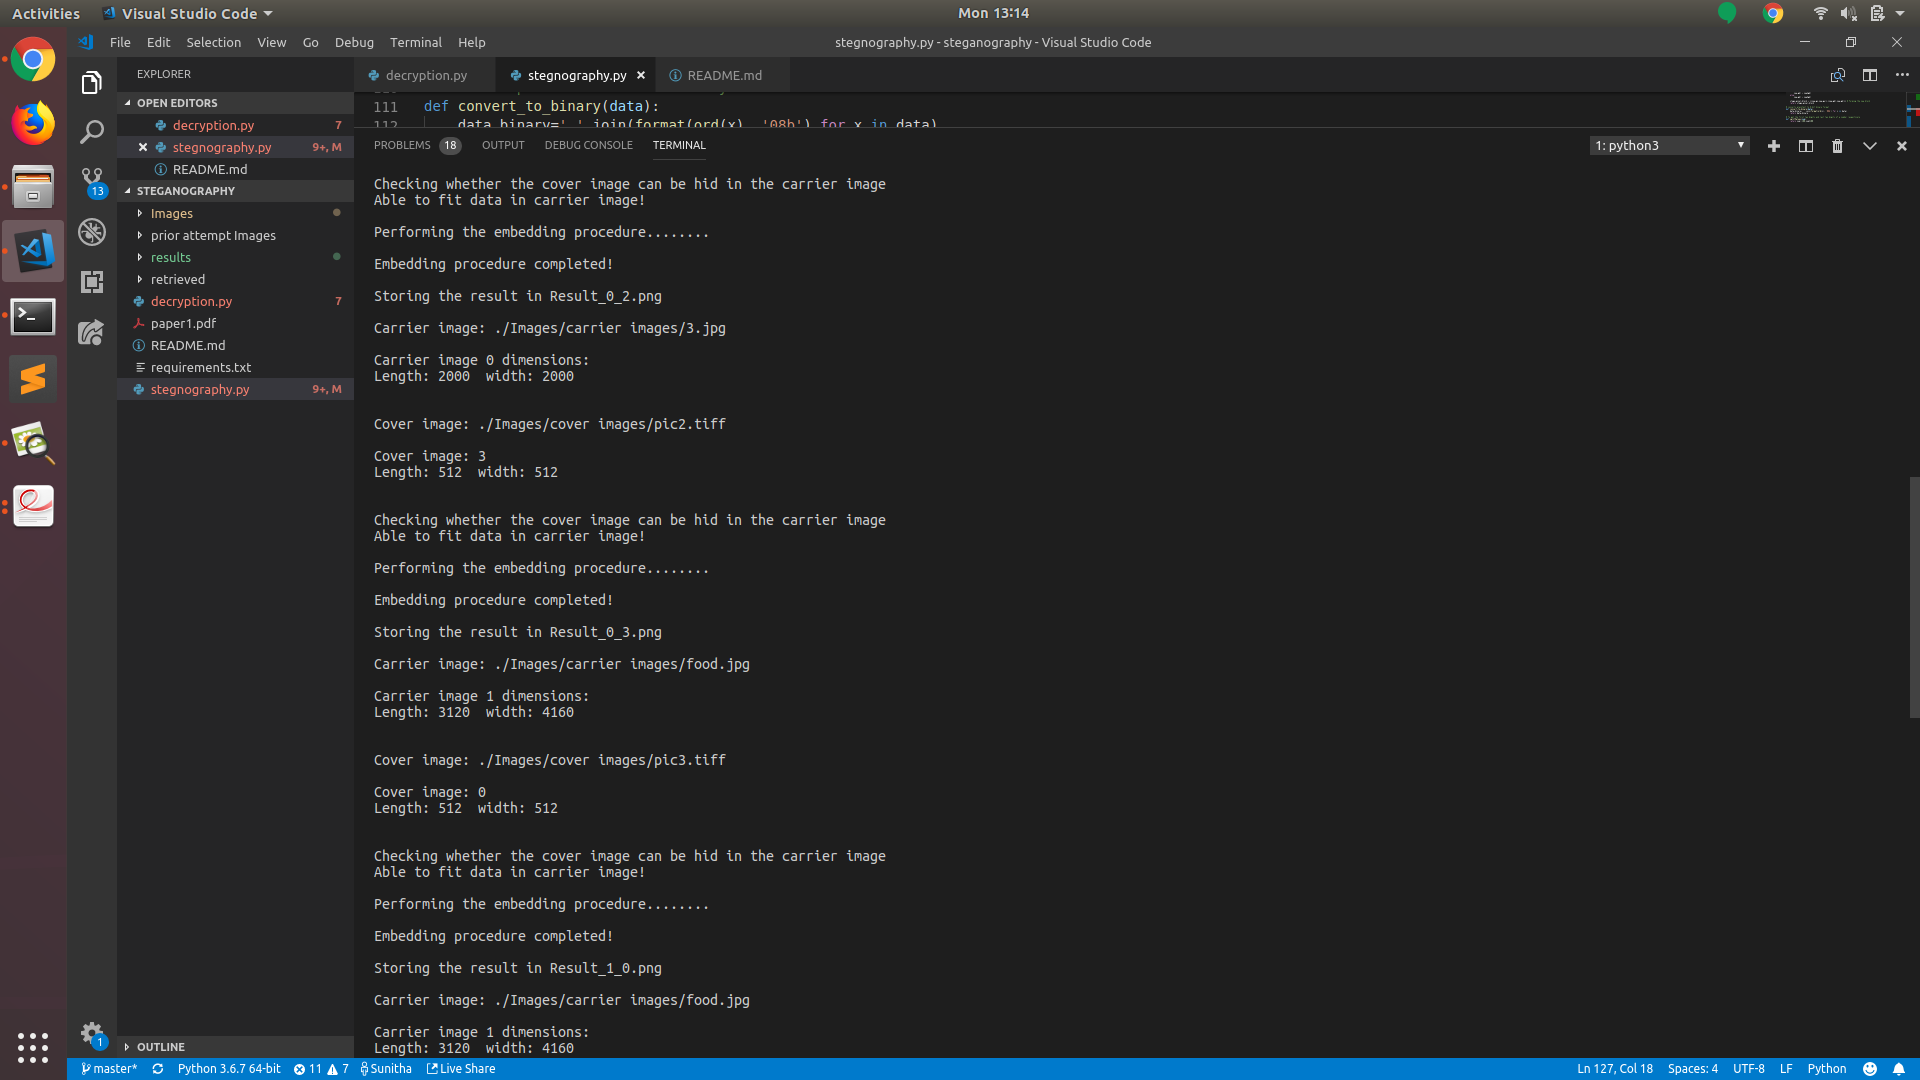 Activities
Visual Studio Code
Mon 13:14
File Edit Selection View Go Debug Terminal Help
stegnography.py - steganography - Visual Studio Code
EXPLORER
OPEN EDITORS
decryption.py 7
stegnography.py 9+, M
README.md
STEGANOGRAPHY
Images
prior attempt Images
results
retrieved
decryption.py 7
paper1.pdf
README.md
requirements.txt
stegnography.py 9+, M
OUTLINE
13
1
decryption.py stegnography.py README.md
111 def convert_to_binary(data):
112 data_binary=' '.join(format(ord(x), '08b') for x in data)
PROBLEMS 18 OUTPUT DEBUG CONSOLE TERMINAL
1: python3
Checking whether the cover image can be hid in the carrier image
Able to fit data in carrier image!
Performing the embedding procedure........
Embedding procedure completed!
Storing the result in Result_0_2.png
Carrier image: ./Images/carrier images/3.jpg
Carrier image 0 dimensions:
Length: 2000 width: 2000
Cover image: ./Images/cover images/pic2.tiff
Cover image: 3
Length: 512 width: 512
Checking whether the cover image can be hid in the carrier image
Able to fit data in carrier image!
Performing the embedding procedure........
Embedding procedure completed!
Storing the result in Result_0_3.png
Carrier image: ./Images/carrier images/food.jpg
Carrier image 1 dimensions:
Length: 3120 width: 4160
Cover image: ./Images/cover images/pic3.tiff
Cover image: 0
Length: 512 width: 512
Checking whether the cover image can be hid in the carrier image
Able to fit data in carrier image!
Performing the embedding procedure........
Embedding procedure completed!
Storing the result in Result_1_0.png
Carrier image: ./Images/carrier images/food.jpg
Carrier image 1 dimensions:
Length: 3120 width: 4160
master* Python 3.6.7 64-bit 11 7 Sunitha Live Share
Ln 127, Col 18 Spaces: 4 UTF-8 LF Python